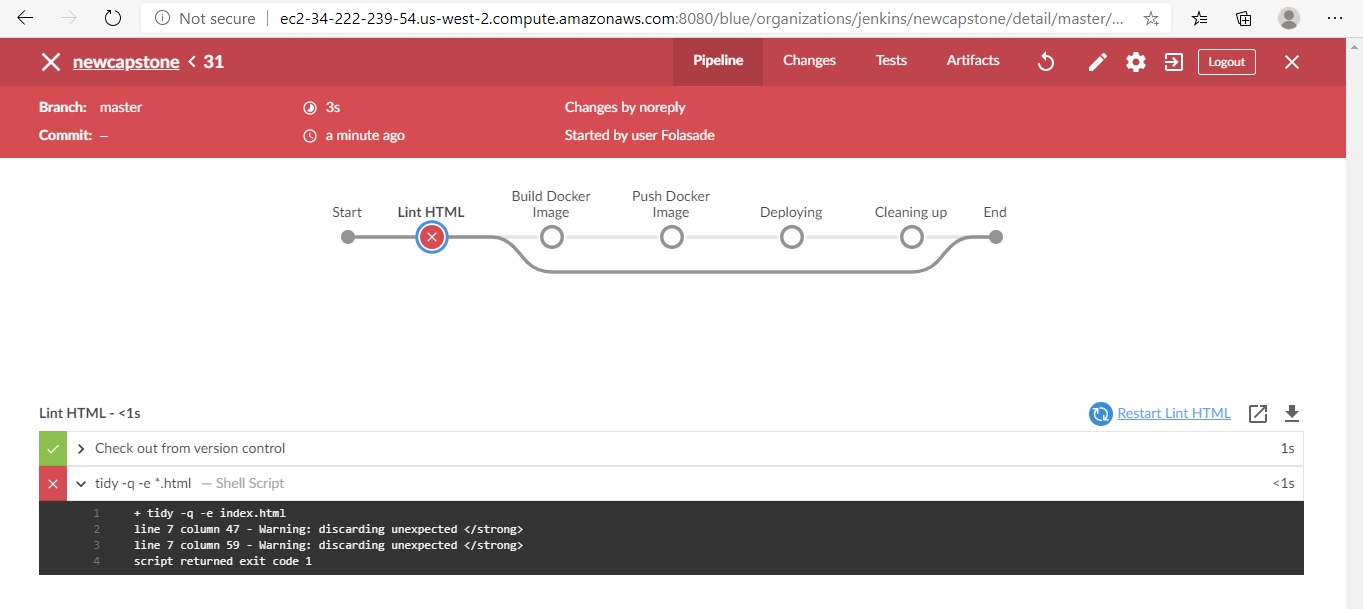 Not secure | ec2-34-222-239-54.us-west-2.compute.amazonaws.com:8080/blue/organizations/jenkins/newcapstone/detail/master/...
newcapstone < 31 Pipeline Changes Tests Artifacts Logout
Branch: master 3s Changes by noreply
Commit: – a minute ago Started by user Folasade
Start Lint HTML Build Docker Image Push Docker Image Deploying Cleaning up End
Lint HTML - <1s Restart Lint HTML
Check out from version control 1s
tidy -q -e *.html — Shell Script <1s
1 + tidy -q -e index.html
2 line 7 column 47 - Warning: discarding unexpected </strong>
3 line 7 column 59 - Warning: discarding unexpected </strong>
4 script returned exit code 1